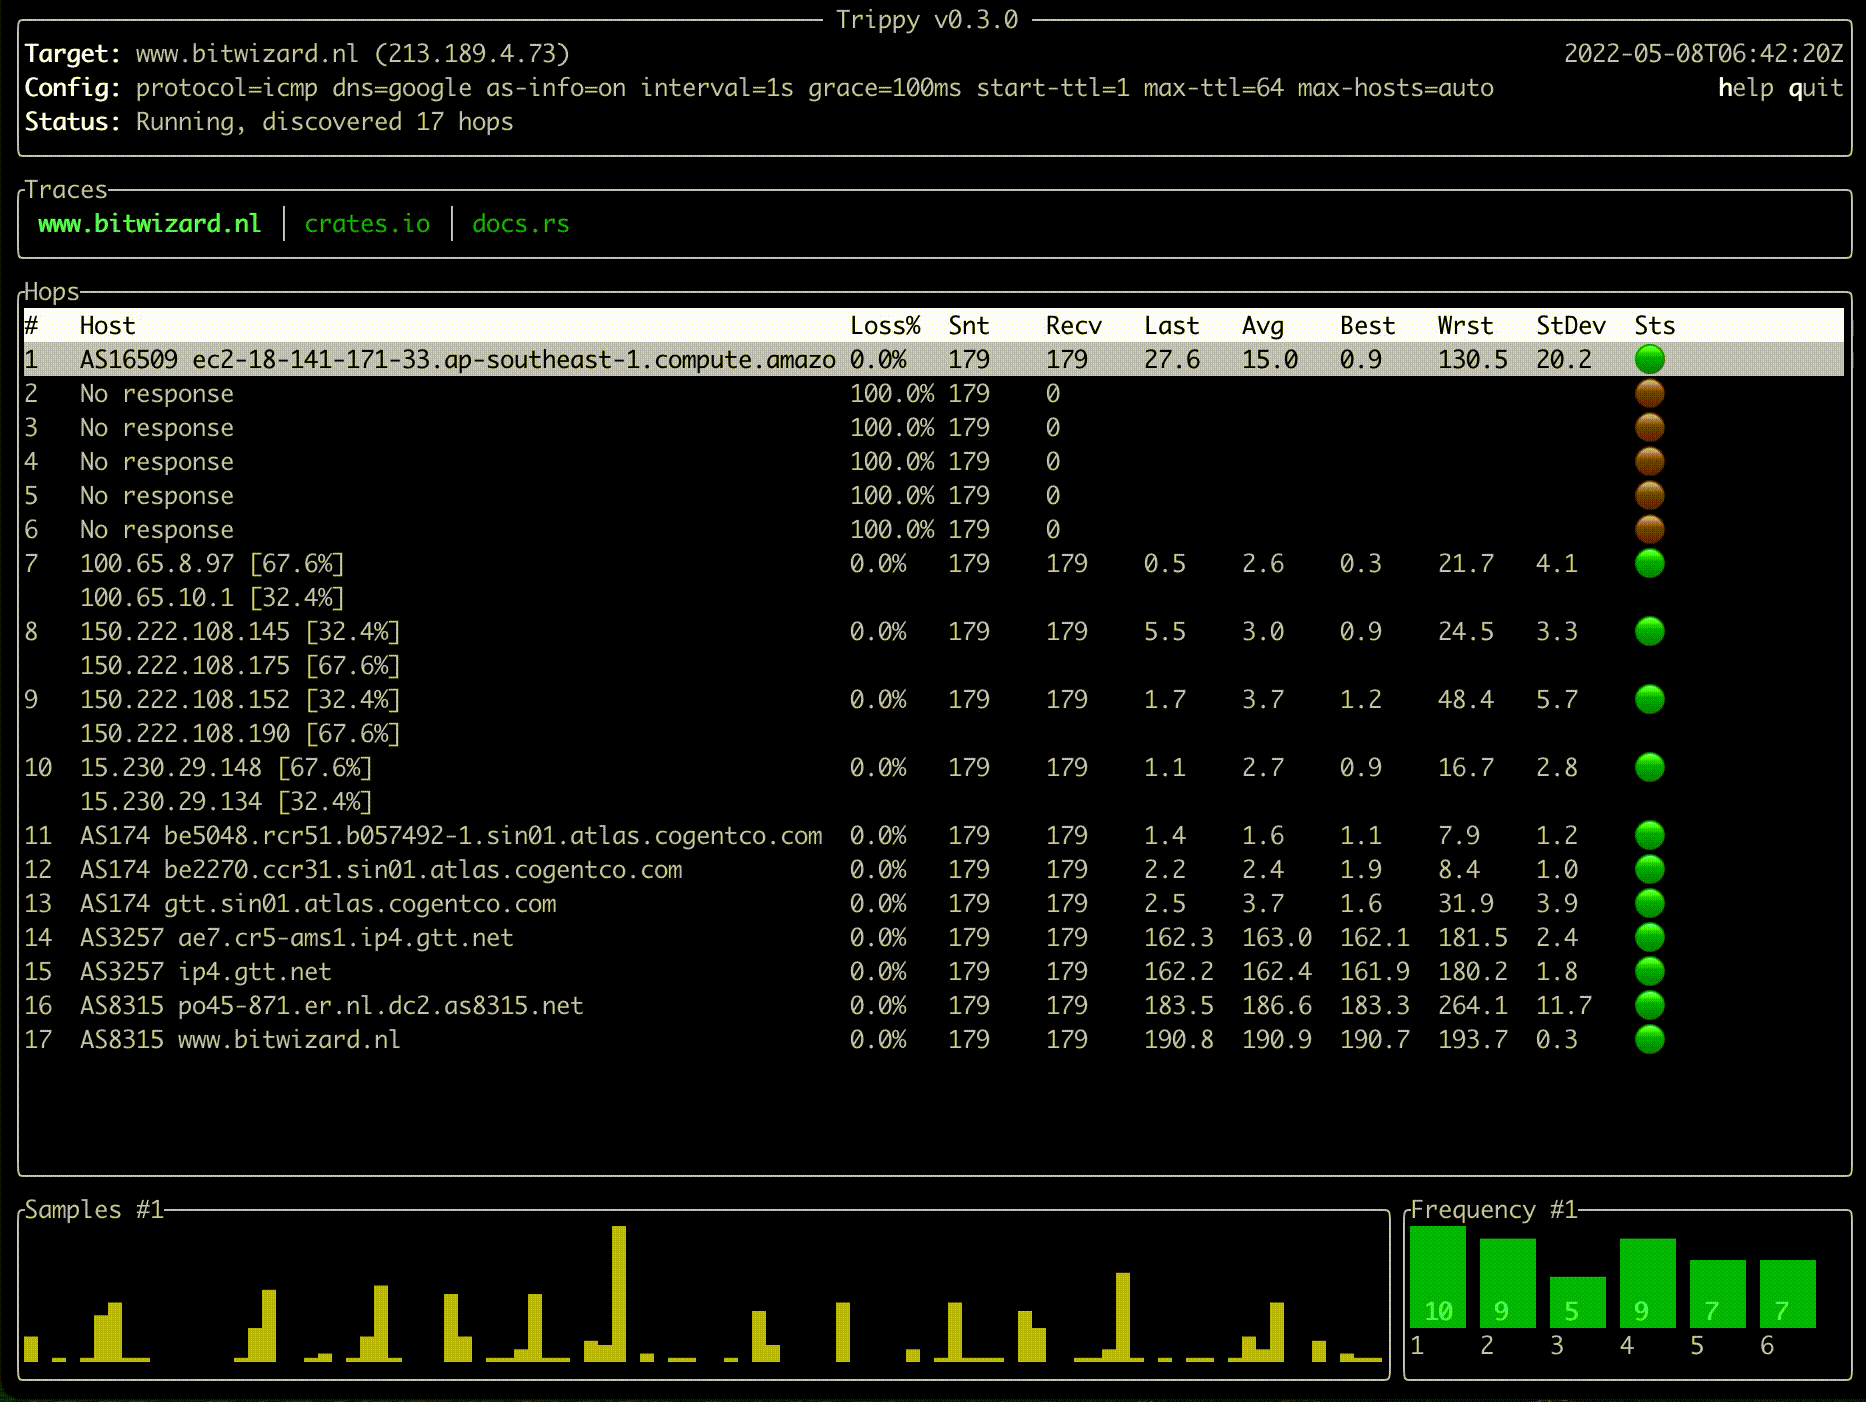 Trippy v0.3.0
Target: www.bitwizard.nl (213.189.4.73) 2022-05-08T06:42:20Z
Config: protocol=icmp dns=google as-info=on interval=1s grace=100ms start-ttl=1 max-ttl=64 max-hosts=auto help quit
Status: Running, discovered 17 hops
Traces
www.bitwizard.nl │ crates.io │ docs.rs
Hops
# Host Loss% Snt Recv Last Avg Best Wrst StDev Sts
1 AS16509 ec2-18-141-171-33.ap-southeast-1.compute.amazo 0.0% 179 179 27.6 15.0 0.9 130.5 20.2
2 No response 100.0% 179 0
3 No response 100.0% 179 0
4 No response 100.0% 179 0
5 No response 100.0% 179 0
6 No response 100.0% 179 0
7 100.65.8.97 [67.6%] 0.0% 179 179 0.5 2.6 0.3 21.7 4.1
100.65.10.1 [32.4%]
8 150.222.108.145 [32.4%] 0.0% 179 179 5.5 3.0 0.9 24.5 3.3
150.222.108.175 [67.6%]
9 150.222.108.152 [32.4%] 0.0% 179 179 1.7 3.7 1.2 48.4 5.7
150.222.108.190 [67.6%]
10 15.230.29.148 [67.6%] 0.0% 179 179 1.1 2.7 0.9 16.7 2.8
15.230.29.134 [32.4%]
11 AS174 be5048.rcr51.b057492-1.sin01.atlas.cogentco.com 0.0% 179 179 1.4 1.6 1.1 7.9 1.2
12 AS174 be2270.ccr31.sin01.atlas.cogentco.com 0.0% 179 179 2.2 2.4 1.9 8.4 1.0
13 AS174 gtt.sin01.atlas.cogentco.com 0.0% 179 179 2.5 3.7 1.6 31.9 3.9
14 AS3257 ae7.cr5-ams1.ip4.gtt.net 0.0% 179 179 162.3 163.0 162.1 181.5 2.4
15 AS3257 ip4.gtt.net 0.0% 179 179 162.2 162.4 161.9 180.2 1.8
16 AS8315 po45-871.er.nl.dc2.as8315.net 0.0% 179 179 183.5 186.6 183.3 264.1 11.7
17 AS8315 www.bitwizard.nl 0.0% 179 179 190.8 190.9 190.7 193.7 0.3
Samples #1
Frequency #1
10 9 5 9 7 7
1 2 3 4 5 6